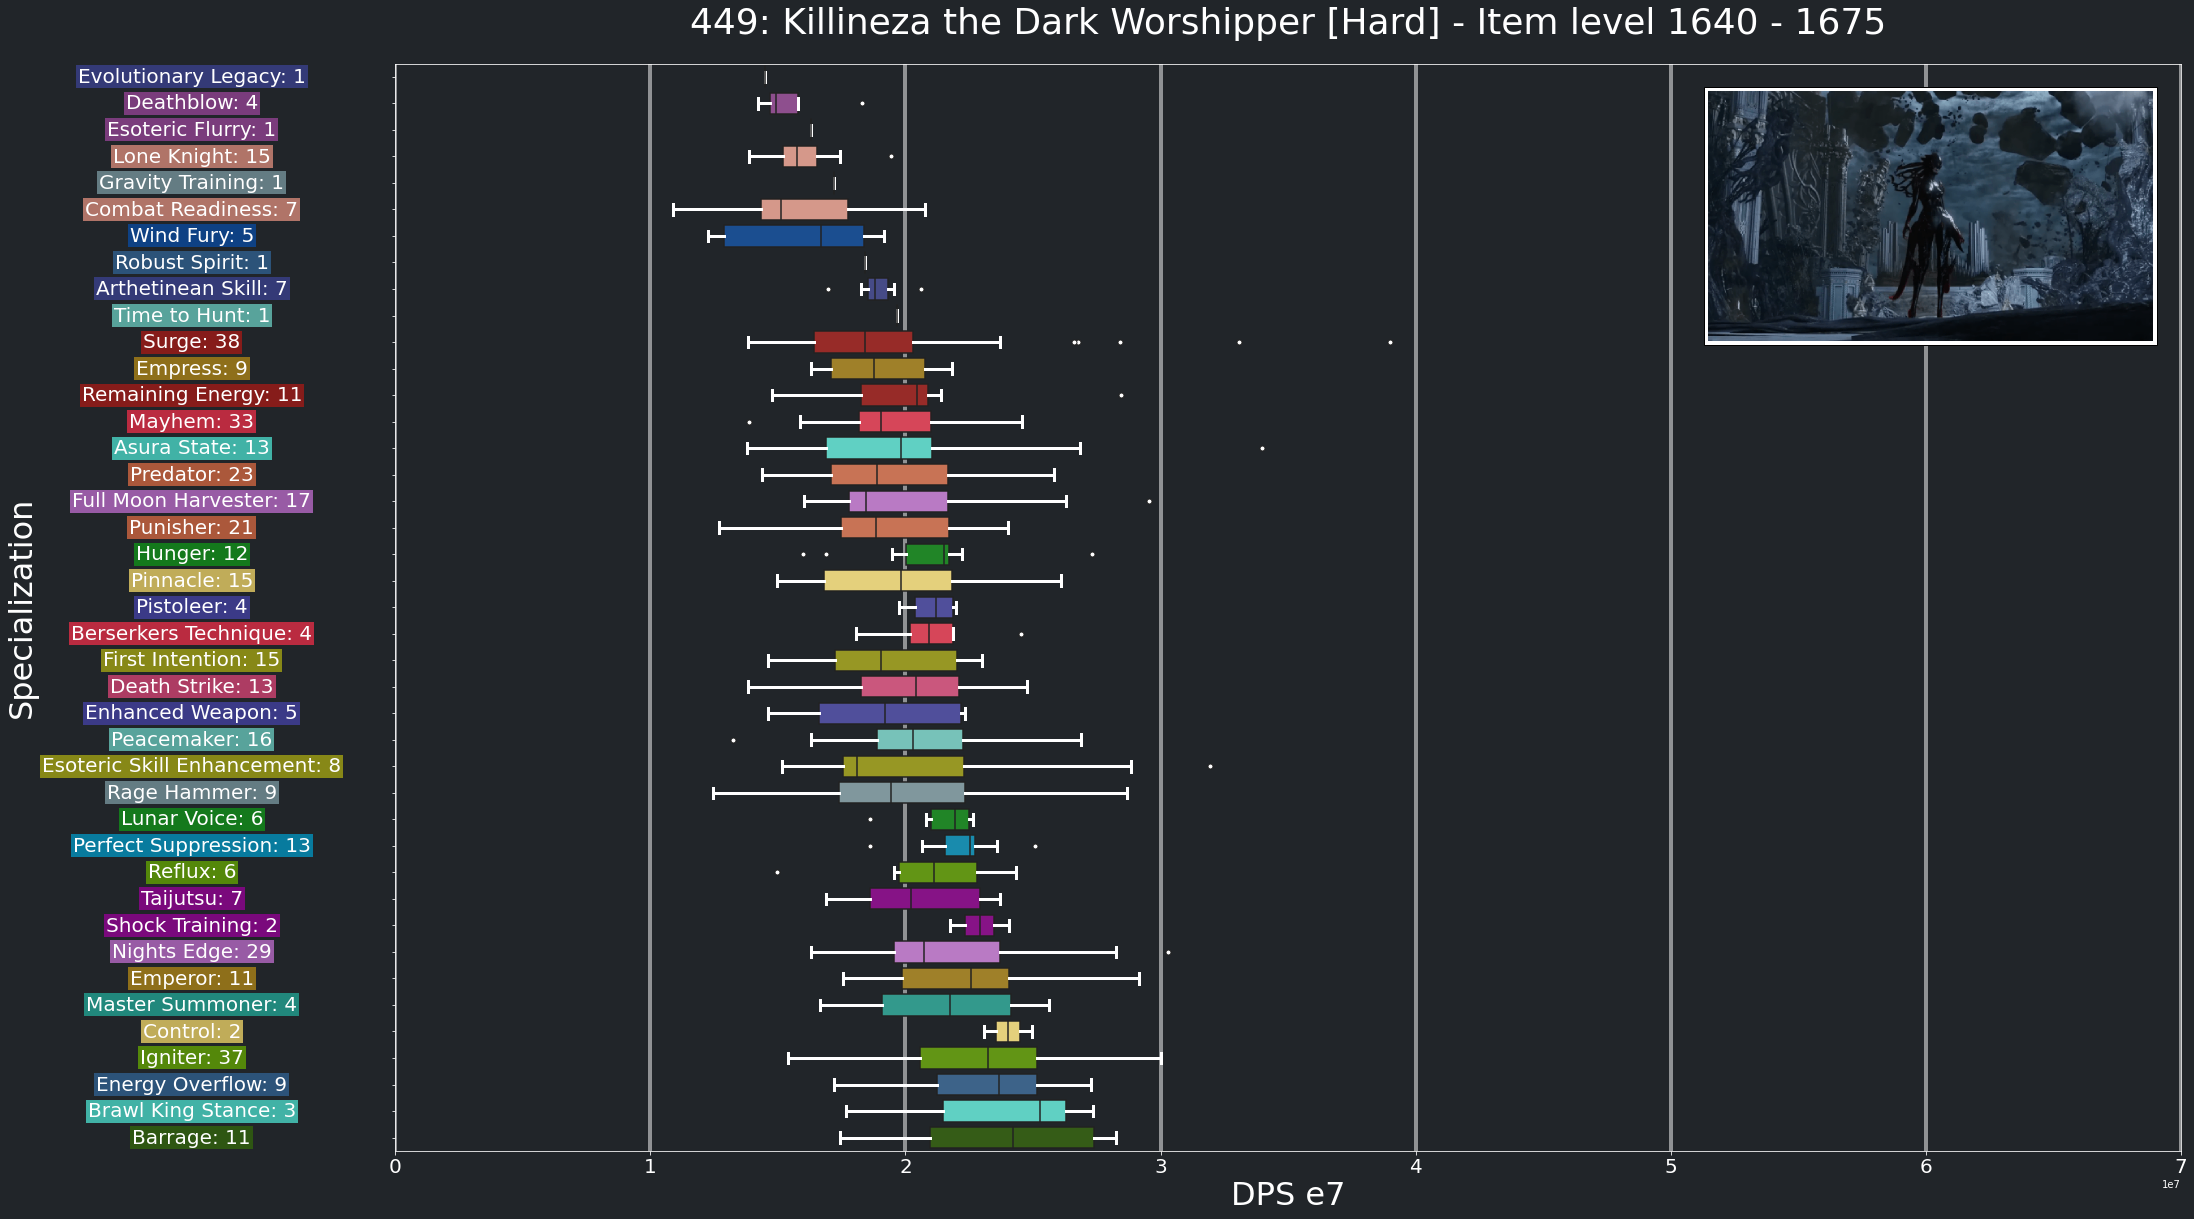 449: Killineza the Dark Worshipper [Hard] - Item level 1640 - 1675
Evolutionary Legacy: 1
Deathblow: 4
Esoteric Flurry: 1
Lone Knight: 15
Gravity Training: 1
Combat Readiness: 7
Wind Fury: 5
Robust Spirit: 1
Arthetinean Skill: 7
Time to Hunt: 1
Surge: 38
Empress: 9
Remaining Energy: 11
Mayhem: 33
Asura State: 13
Predator: 23
Full Moon Harvester: 17
Punisher: 21
Hunger: 12
Pinnacle: 15
Pistoleer: 4
Berserkers Technique: 4
First Intention: 15
Death Strike: 13
Enhanced Weapon: 5
Peacemaker: 16
Esoteric Skill Enhancement: 8
Rage Hammer: 9
Lunar Voice: 6
Perfect Suppression: 13
Reflux: 6
Taijutsu: 7
Shock Training: 2
Nights Edge: 29
Emperor: 11
Master Summoner: 4
Control: 2
Igniter: 37
Energy Overflow: 9
Brawl King Stance: 3
Barrage: 11
Specialization
0 1 2 3 4 5 6 7
1e7
DPS e7